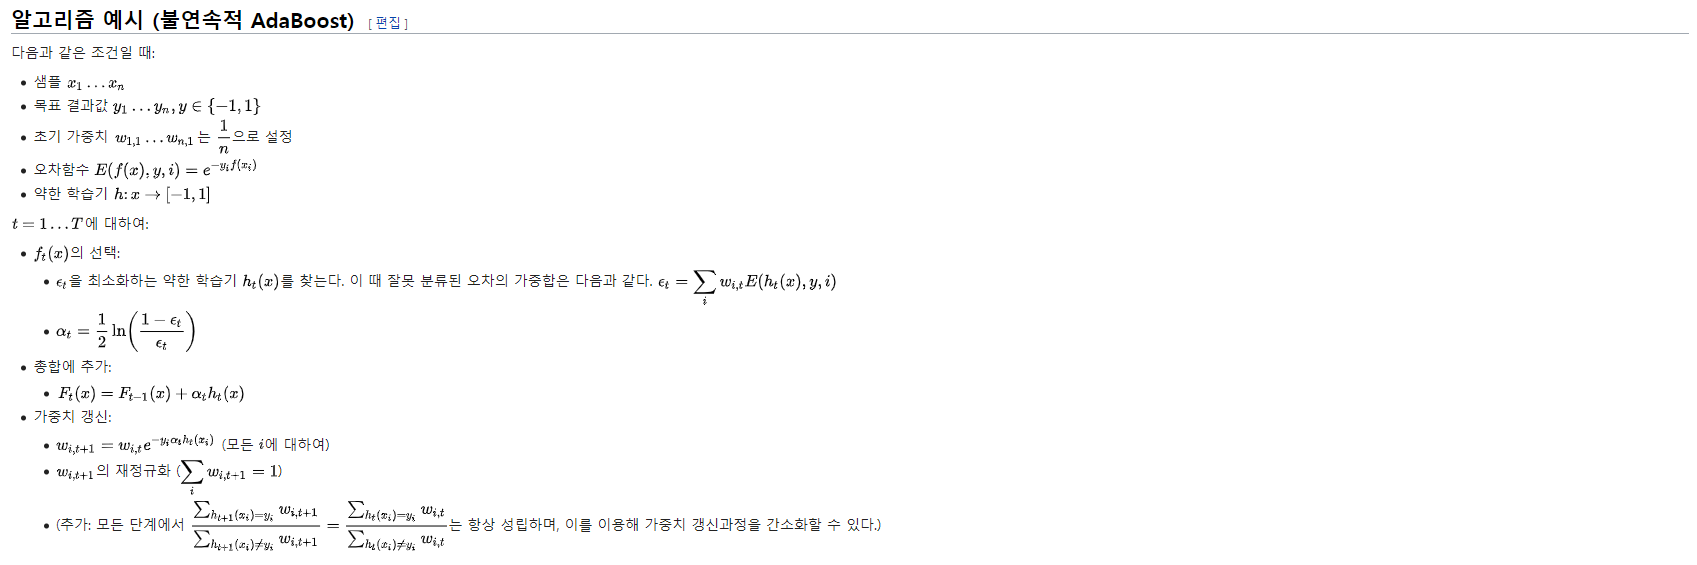 알고리즘 예시 (불연속적 AdaBoost) [ 편집 ]
다음과 같은 조건일 때:
• 샘플 $x_1 \ldots x_n$
• 목표 결과값 $y_1 \ldots y_n, y \in \{-1, 1\}$
• 초기 가중치 $w_{1,1} \ldots w_{n,1}$는 $\frac{1}{n}$으로 설정
• 오차함수 $E(f(x), y, i) = e^{-y_i f(x_i)}$
• 약한 학습기 $h: x \rightarrow [-1, 1]$
$t = 1 \ldots T$에 대하여:
• $f_t(x)$의 선택:
• $\epsilon_t$을 최소화하는 약한 학습기 $h_t(x)$를 찾는다. 이 때 잘못 분류된 오차의 가중합은 다음과 같다. $\epsilon_t = \sum_i w_{i,t} E(h_t(x), y, i)$
• $\alpha_t = \frac{1}{2} \ln\left(\frac{1 - \epsilon_t}{\epsilon_t}\right)$
• 종합에 추가:
• $F_t(x) = F_{t-1}(x) + \alpha_t h_t(x)$
• 가중치 갱신:
• $w_{i,t+1} = w_{i,t} e^{-y_i \alpha_t h_t(x_i)}$ (모든 $i$에 대하여)
• $w_{i,t+1}$의 재정규화 ($\sum_i w_{i,t+1} = 1$)
• (추가: 모든 단계에서 $\frac{\sum_{h_{t+1}(x_i)=y_i} w_{i,t+1}}{\sum_{h_{t+1}(x_i) \neq y_i} w_{i,t+1}} = \frac{\sum_{h_t(x_i)=y_i} w_{i,t}}{\sum_{h_t(x_i) \neq y_i} w_{i,t}}$는 항상 성립하며, 이를 이용해 가중치 갱신과정을 간소화할 수 있다.)